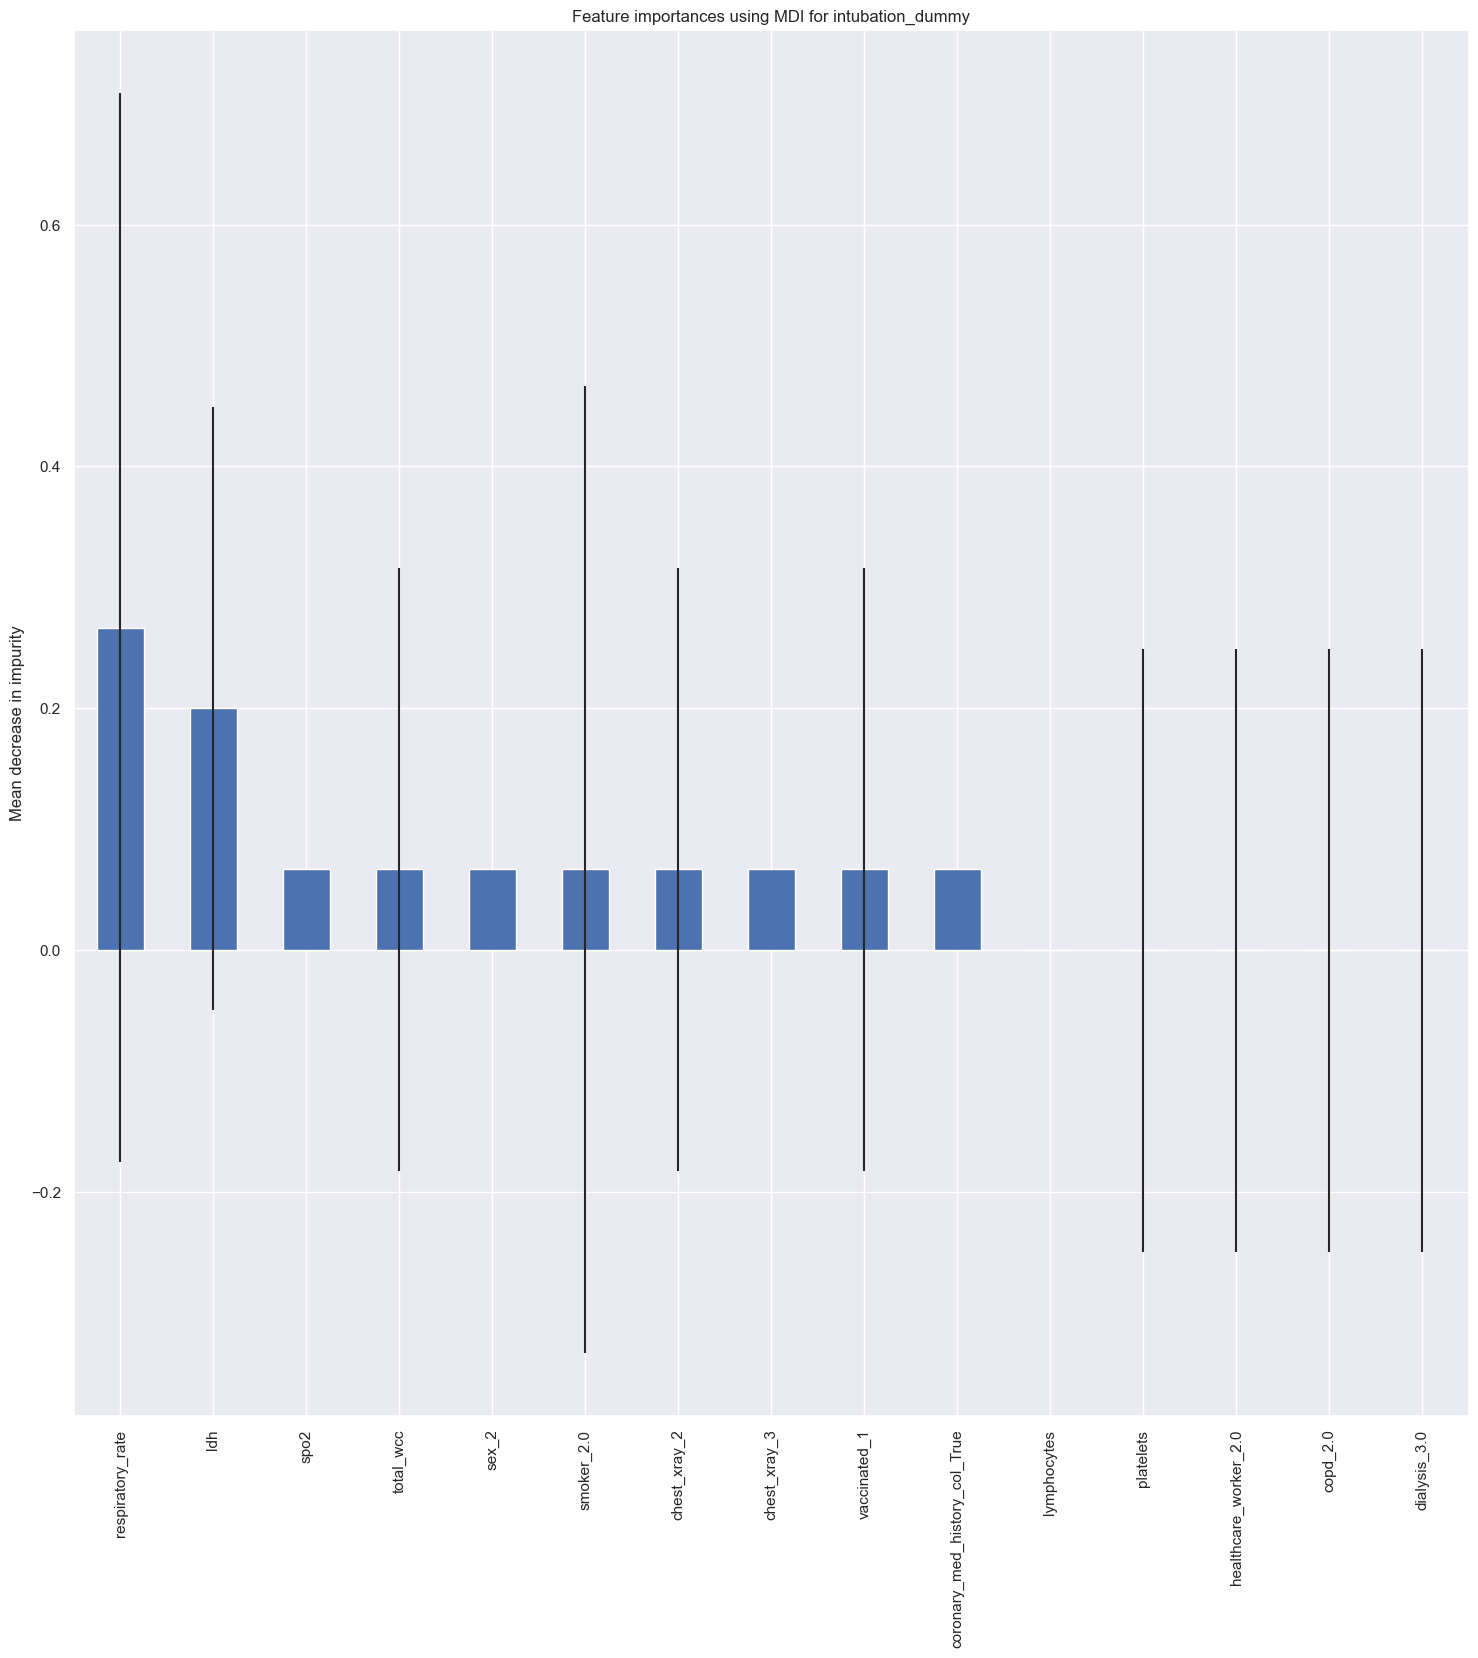 Feature importances using MDI for intubation_dummy
Mean decrease in impurity
0.6
0.4
0.2
0.0
−0.2
respiratory_rate
ldh
spo2
total_wcc
sex_2
smoker_2.0
chest_xray_2
chest_xray_3
vaccinated_1
coronary_med_history_col_True
lymphocytes
platelets
healthcare_worker_2.0
copd_2.0
dialysis_3.0